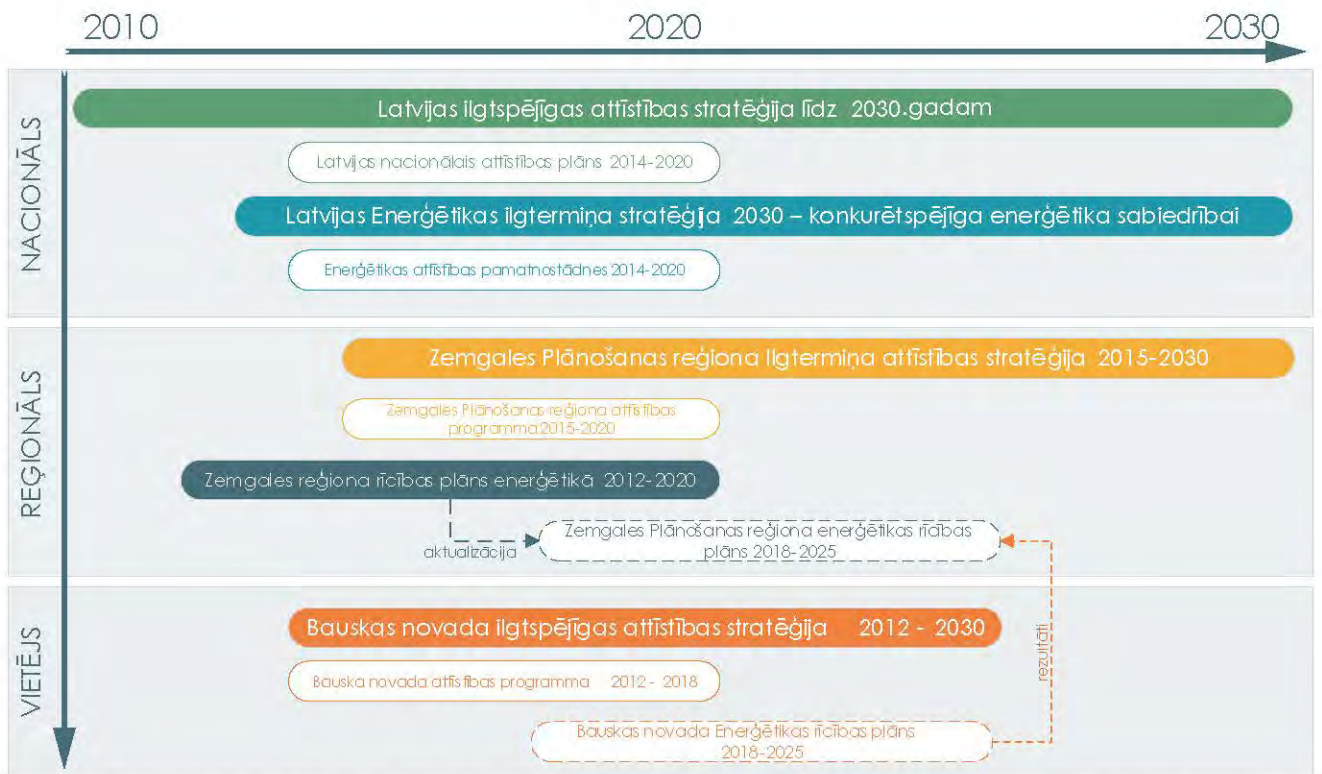 2010 2020 2030
NACIONĀLS
Latvijas ilgtspējīgas attīstības stratēģija līdz 2030.gadam
Latvijas nacionālais attīstības plāns 2014-2020
Latvijas Enerģētikas ilgtermiņa stratēģija 2030 – konkurētspējīga enerģētika sabiedrībai
Enerģētikas attīstības pamatnostādnes 2014-2020
REĢIONĀLS
Zemgales Plānošanas reģiona Ilgtermiņa attīstības stratēģija 2015-2030
Zemgales Plānošanas reģiona attīstības
programma 2015-2020
Zemgales reģiona rīcības plāns enerģētikā 2012-2020
aktualizācija
Zemgales Plānošanas reģiona enerģētikas rīcības
plāns 2018-2025
VIETĒJS
Bauskas novada ilgtspējīgas attīstības stratēģija 2012 - 2030
Bauska novada attīstības programma 2012 - 2018
Bauskas novada Enerģētikas rīcības plāns
2018-2025
rezultāti